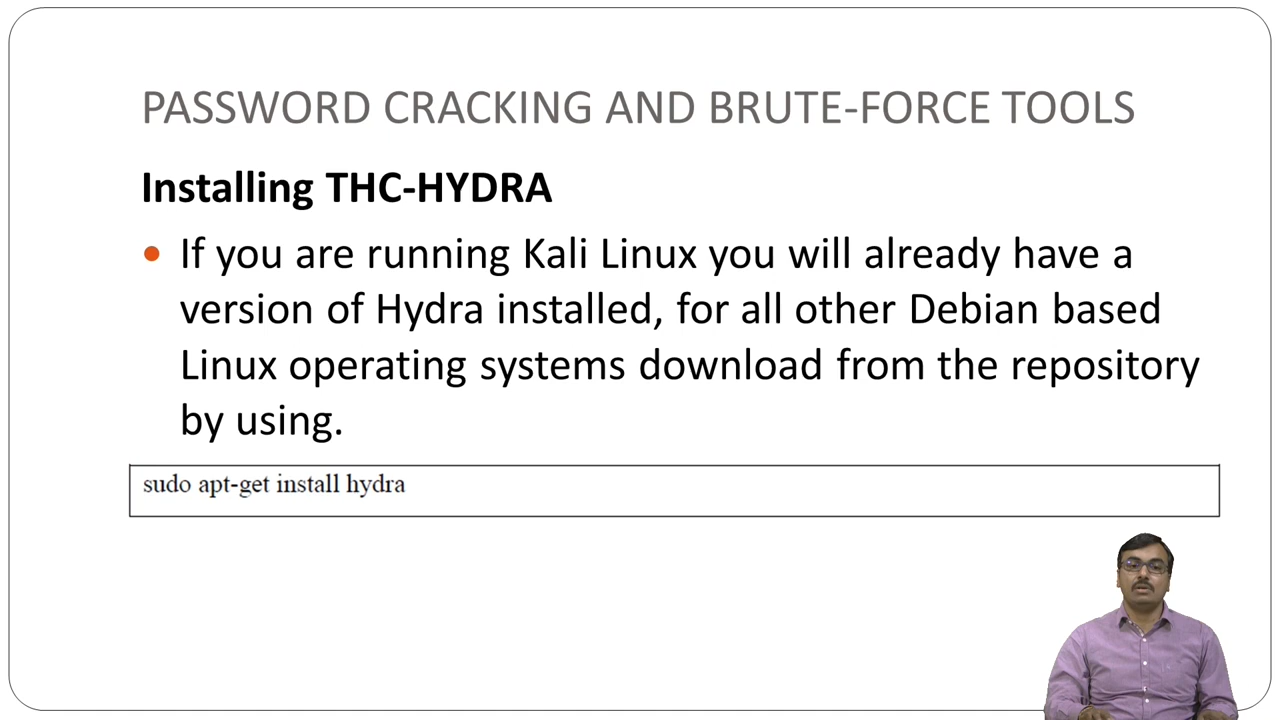 PASSWORD CRACKING AND BRUTE-FORCE TOOLS
Installing THC-HYDRA
If you are running Kali Linux you will already have a
version of Hydra installed, for all other Debian based
Linux operating systems download from the repository
by using.
sudo apt-get install hydra